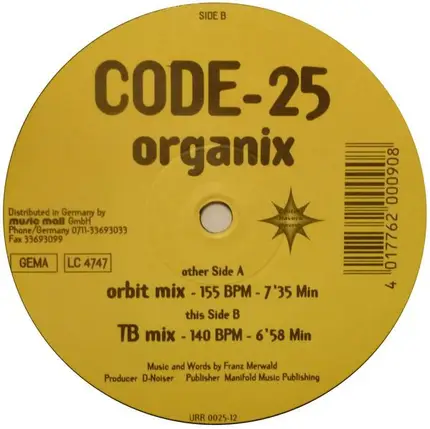 SIDE B
CODE-25
organix
Distributed in Germany by
music mail GmbH
Phone/Germany 0711-33693033
Fax 33693099
GEMA
LC 4747
4 017762 000908
other Side A
orbit mix - 155 BPM - 7'35 Min
this Side B
TB mix - 140 BPM - 6'58 Min
Music and Words by Franz Merwald
Producer D-Noiser Publisher Manifold Music Publishing
URR 0025-12